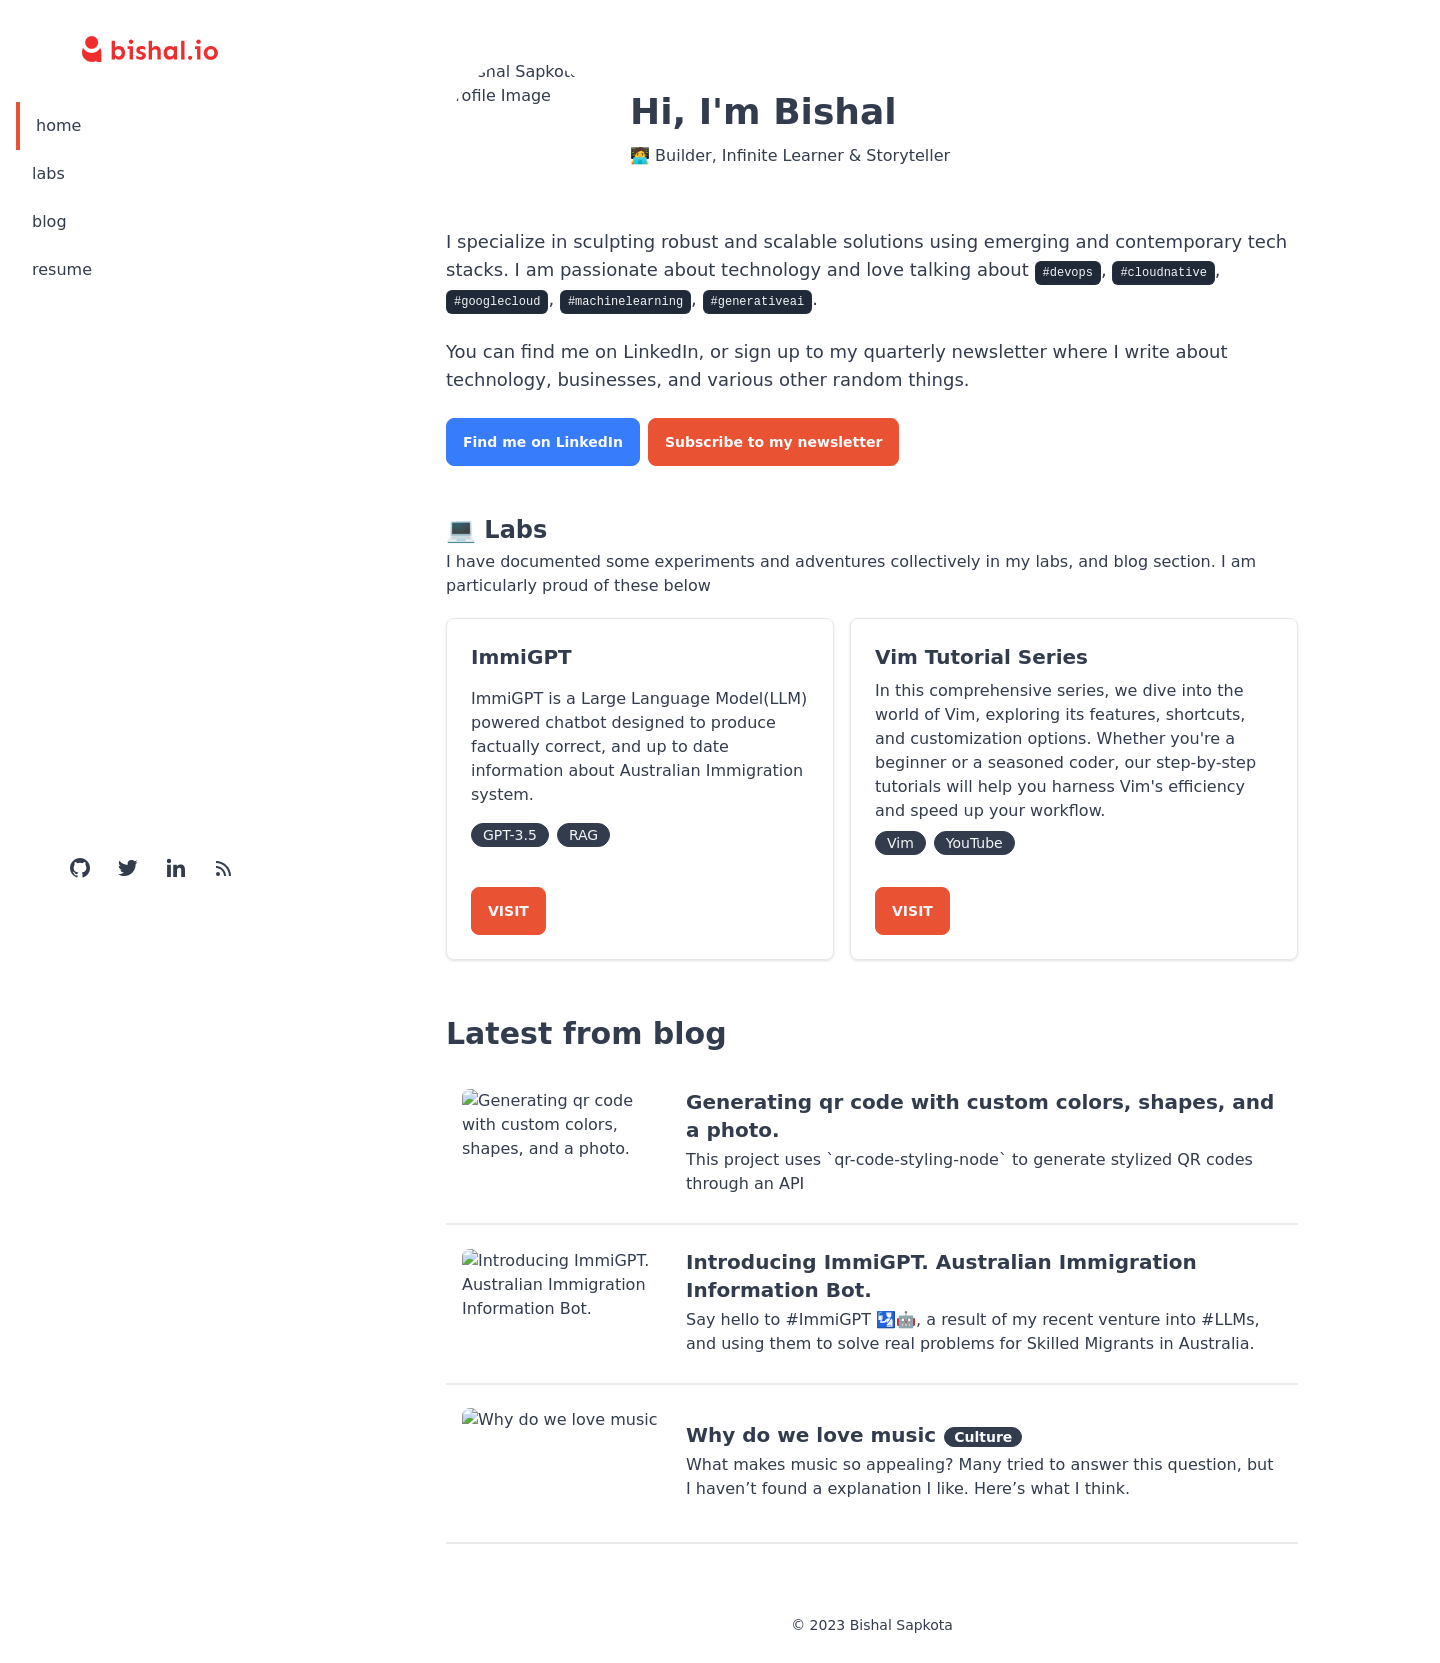 bishal.io
home
labs
blog
resume
shal Sapkot
ofile Image
Hi, I'm Bishal
🧑‍💻 Builder, Infinite Learner & Storyteller
I specialize in sculpting robust and scalable solutions using emerging and contemporary tech
stacks. I am passionate about technology and love talking about #devops, #cloudnative,
#googlecloud, #machinelearning, #generativeai.
You can find me on LinkedIn, or sign up to my quarterly newsletter where I write about
technology, businesses, and various other random things.
Find me on LinkedIn
Subscribe to my newsletter
💻 Labs
I have documented some experiments and adventures collectively in my labs, and blog section. I am
particularly proud of these below
ImmiGPT
ImmiGPT is a Large Language Model(LLM)
powered chatbot designed to produce
factually correct, and up to date
information about Australian Immigration
system.
GPT-3.5 RAG
VISIT
Vim Tutorial Series
In this comprehensive series, we dive into the
world of Vim, exploring its features, shortcuts,
and customization options. Whether you're a
beginner or a seasoned coder, our step-by-step
tutorials will help you harness Vim's efficiency
and speed up your workflow.
Vim YouTube
VISIT
Latest from blog
Generating qr code
with custom colors,
shapes, and a photo.
Generating qr code with custom colors, shapes, and
a photo.
This project uses `qr-code-styling-node` to generate stylized QR codes
through an API
Introducing ImmiGPT.
Australian Immigration
Information Bot.
Introducing ImmiGPT. Australian Immigration
Information Bot.
Say hello to #ImmiGPT 🛂🤖, a result of my recent venture into #LLMs,
and using them to solve real problems for Skilled Migrants in Australia.
Why do we love music
Why do we love music Culture
What makes music so appealing? Many tried to answer this question, but
I haven’t found a explanation I like. Here’s what I think.
© 2023 Bishal Sapkota